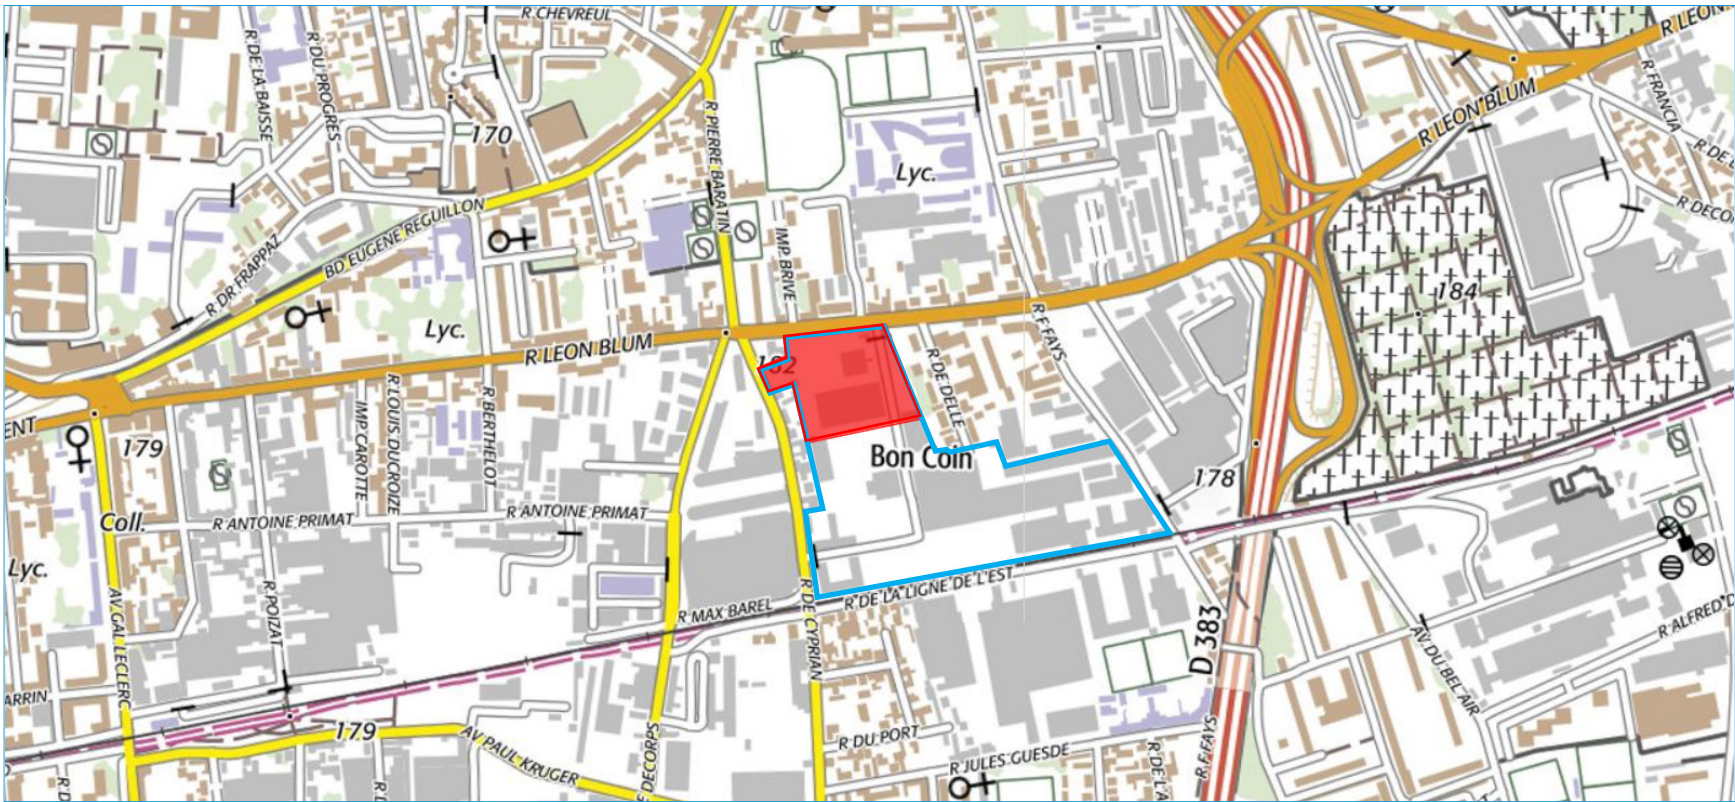 R CHEVREUL
R LEON
R DE LA BAISSE
R DU PROGRES
170
R PIERRE BARATIN
R LEON BLUM
R FRANCIA
R DE L
Lyc.
R DECO
BD EUGENE REGUILLON
R DR FRAPPAZ
IMP BRIVE
184
Lyc.
R F FAYS
R LEON BLUM
182
R DE DELLE
R LOUIS DUCROIZE
IMP CAROTTE
R BERTHELOT
ENT
179
Bon Coin
178
Coll.
R ANTOINE PRIMAT
R ANTOINE PRIMAT
Lyc.
AV GAL LECLERC
R POIZAT
R MAX BAREL
R DE LA LIGNE DE L'EST
R DE CYPRIAN
D 383
AV DU BEL AIR
R ALFRED D
ARRIN
179
AV PAUL KRUGER
E DECORPS
R DU PORT
R JULES GUESDE
R F FAYS
R DE LA
R D
R L